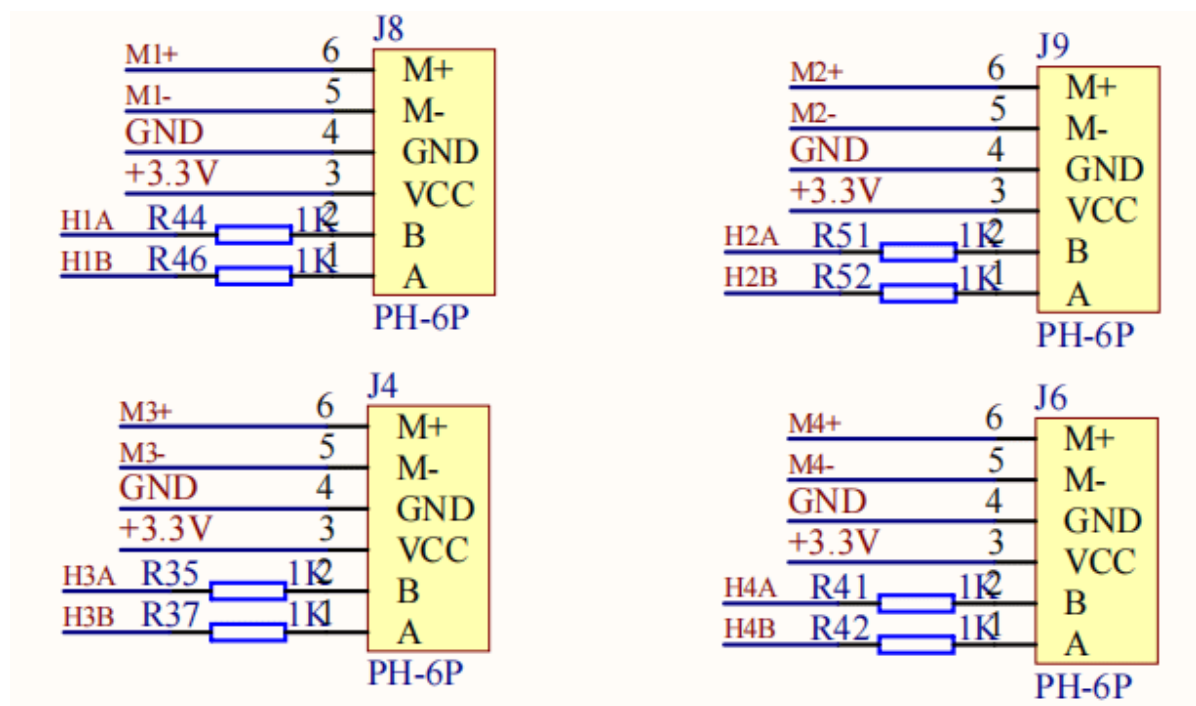 J8
M1+ 6 M+
M1- 5 M-
GND 4 GND
+3.3V 3 VCC
H1A R44 1K 2 B
H1B R46 1K 1 A
PH-6P
J9
M2+ 6 M+
M2- 5 M-
GND 4 GND
+3.3V 3 VCC
H2A R51 1K 2 B
H2B R52 1K 1 A
PH-6P
J4
M3+ 6 M+
M3- 5 M-
GND 4 GND
+3.3V 3 VCC
H3A R35 1K 2 B
H3B R37 1K 1 A
PH-6P
J6
M4+ 6 M+
M4- 5 M-
GND 4 GND
+3.3V 3 VCC
H4A R41 1K 2 B
H4B R42 1K 1 A
PH-6P